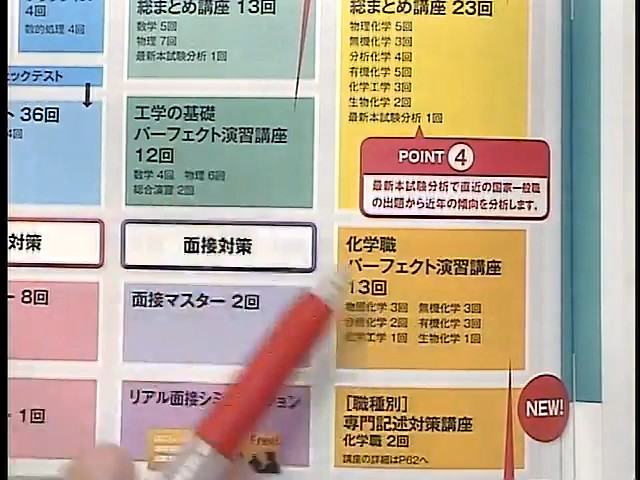 4回
数的処理 4回
ックテスト
36回
4回
対策
8回
1回
総まとめ講座 13回
数学 5回
物理 7回
最新本試験分析 1回
工学の基礎
パーフェクト演習講座
12回
数学 4回 物理 6回
総合演習 2回
面接対策
面接マスター 2回
リアル面接シミュレーション
Free!
総まとめ講座 23回
物理化学 5回
無機化学 3回
分析化学 4回
有機化学 5回
化学工学 3回
生物化学 2回
最新本試験分析 1回
POINT 4
最新本試験分析で直近の国家一般職
の出題から近年の傾向を分析します。
化学職
パーフェクト演習講座
13回
物理化学 3回 無機化学 3回
分析化学 2回 有機化学 3回
化学工学 1回 生物化学 1回
[職種別]
専門記述対策講座
化学職 2回
講座の詳細はP62へ
NEW!